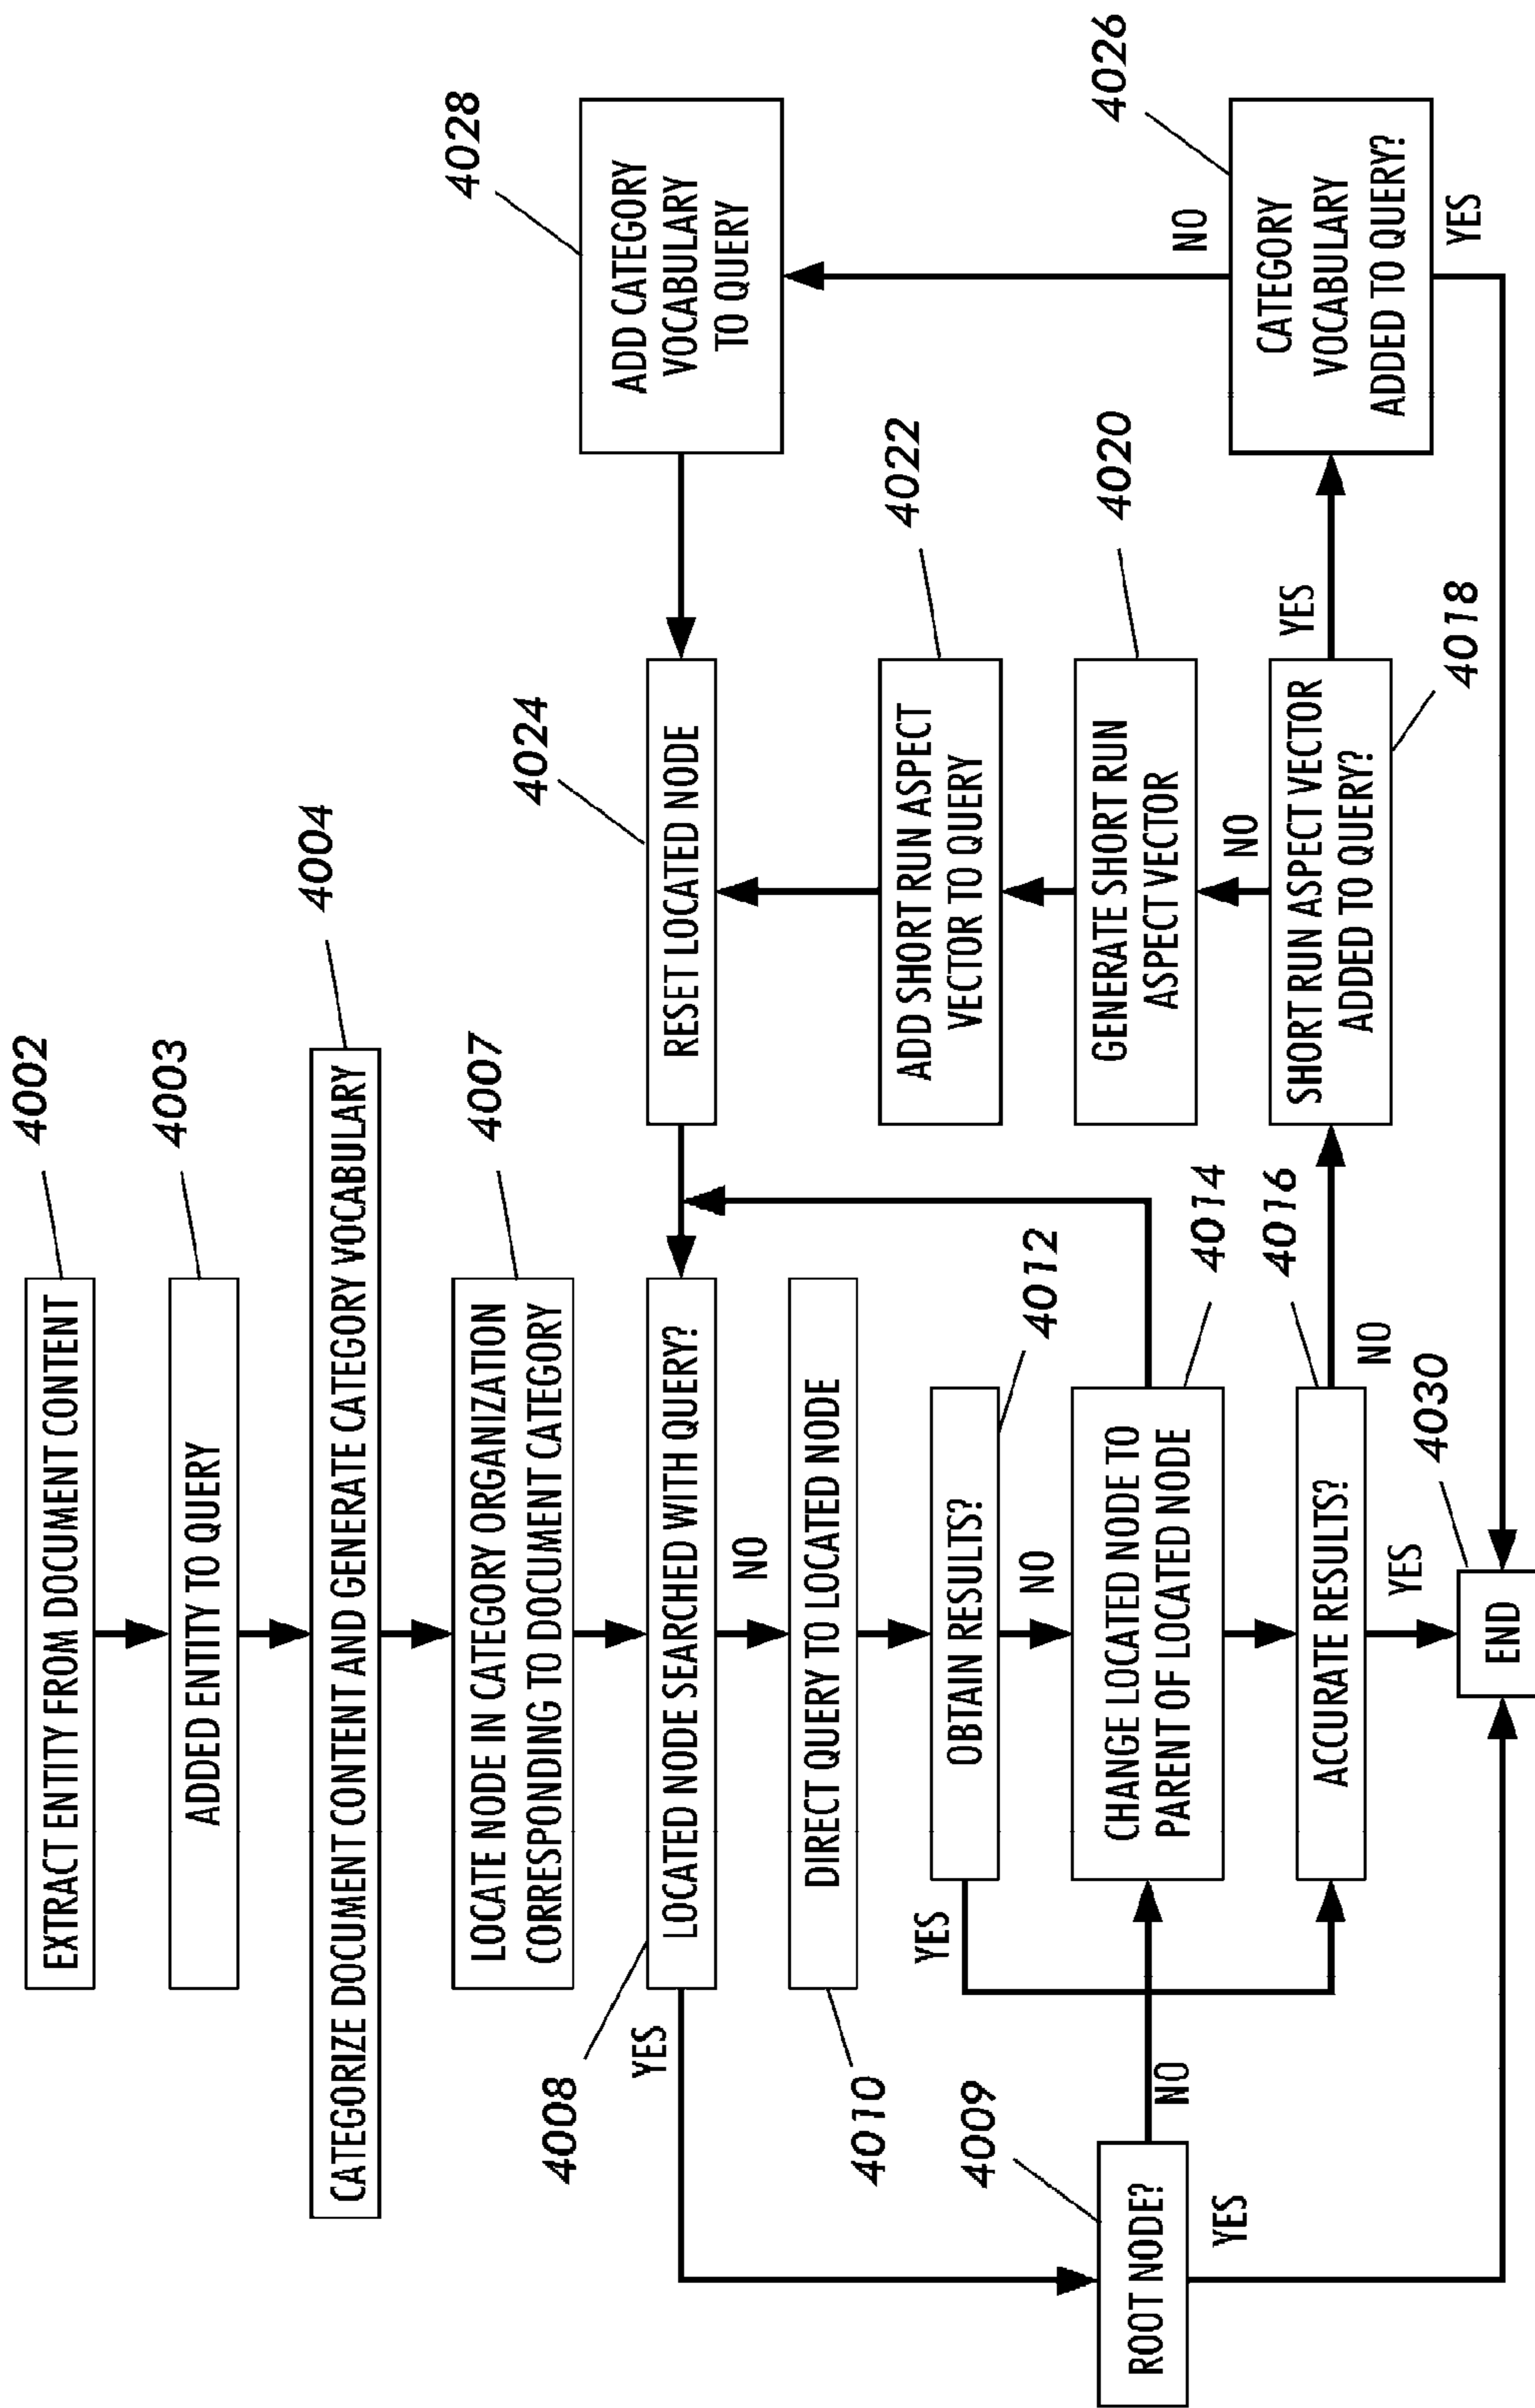 4002
EXTRACT ENTITY FROM DOCUMENT CONTENT
4003
ADDED ENTITY TO QUERY
4004
CATEGORIZE DOCUMENT CONTENT AND GENERATE CATEGORY VOCABULARY
4007
LOCATE NODE IN CATEGORY ORGANIZATION
CORRESPONDING TO DOCUMENT CATEGORY
4008
LOCATED NODE SEARCHED WITH QUERY?
YES
NO
4010
DIRECT QUERY TO LOCATED NODE
4012
OBTAIN RESULTS?
YES
NO
4009
ROOT NODE?
NO
YES
4014
CHANGE LOCATED NODE TO
PARENT OF LOCATED NODE
4016
ACCURATE RESULTS?
NO
YES
4030
END
4024
RESET LOCATED NODE
4022
ADD SHORT RUN ASPECT
VECTOR TO QUERY
4020
GENERATE SHORT RUN
ASPECT VECTOR
NO
4018
SHORT RUN ASPECT VECTOR
ADDED TO QUERY?
YES
4028
ADD CATEGORY
VOCABULARY
TO QUERY
NO
4026
CATEGORY
VOCABULARY
ADDED TO QUERY?
YES